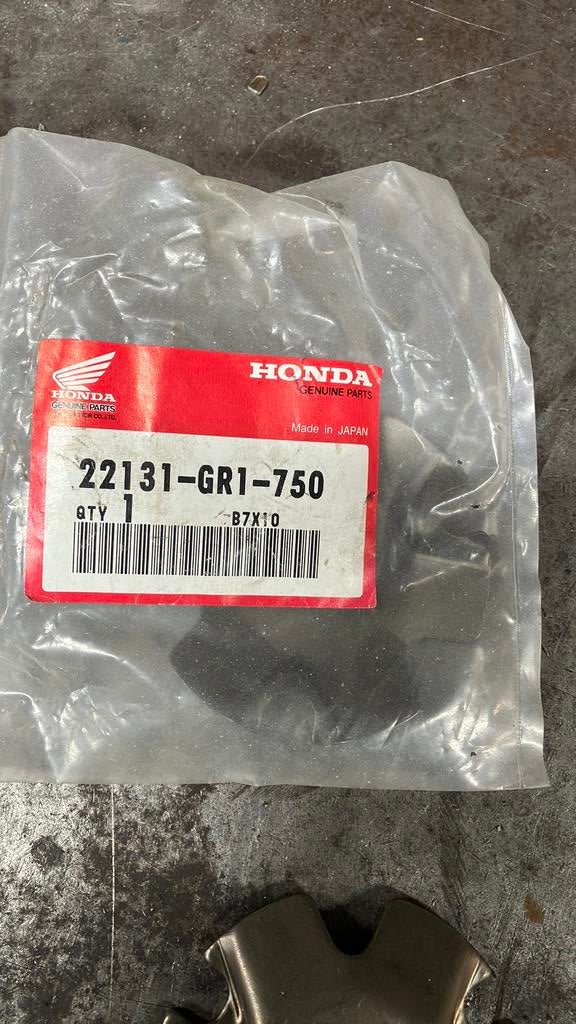 HONDA
GENUINE PARTS
HONDA
GENUINE PARTS
Made in JAPAN
22131-GR1-750
QTY 1
B7X10